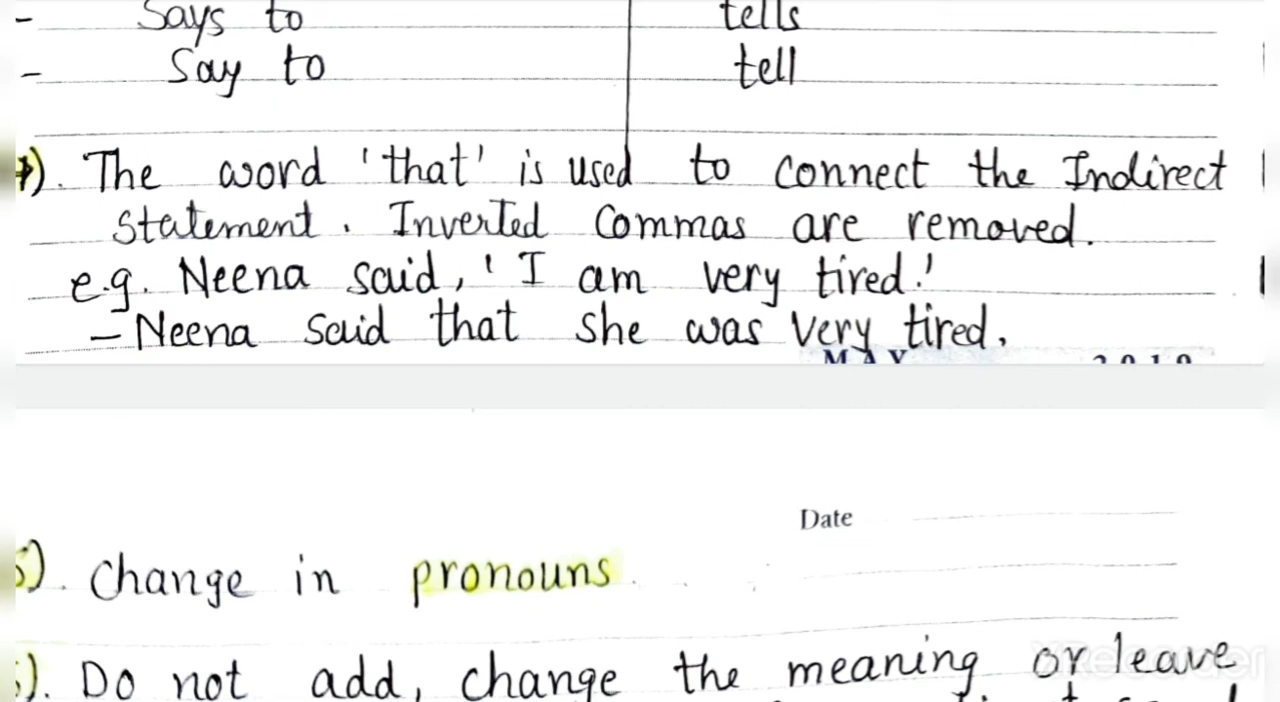 - Says to tells
- Say to tell
4). The word 'that' is used to connect the Indirect
Statement. Inverted Commas are removed.
e.g. Neena said, 'I am very tired.'
- Neena said that she was very tired.
MAY 2019
Date
5). Change in pronouns.
). Do not add, change the meaning or leave